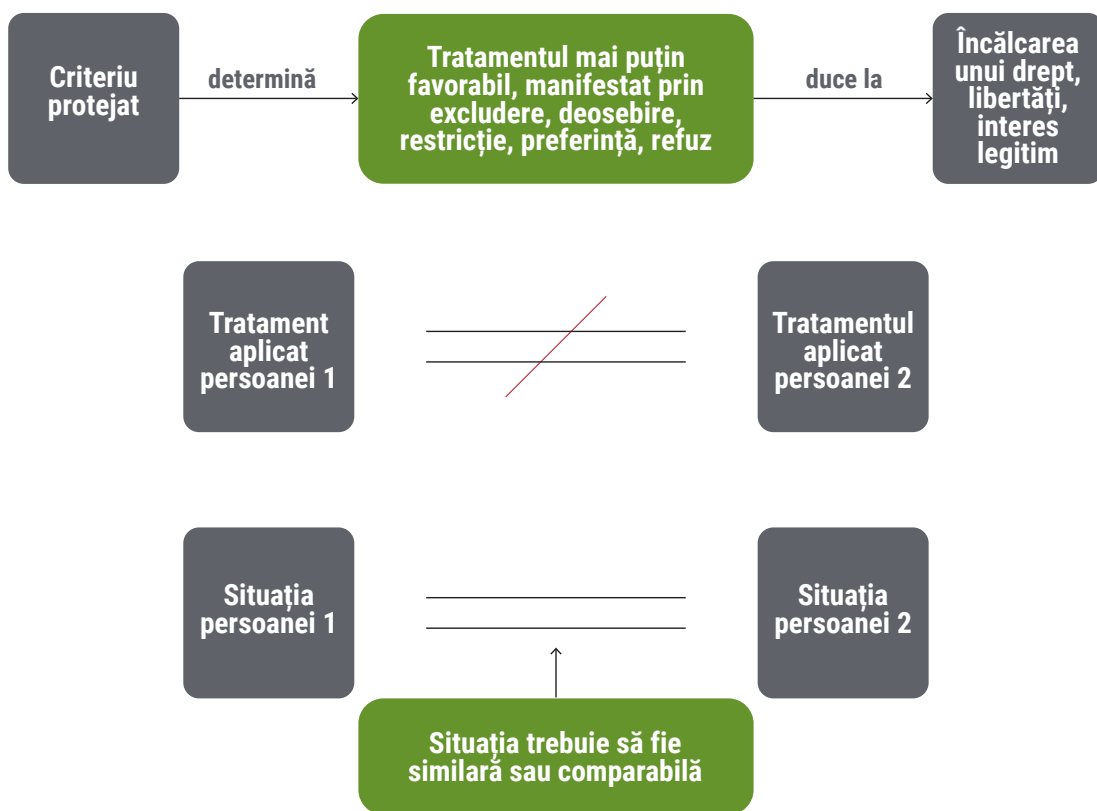 Criteriu
protejat
determină
Tratamentul mai puțin
favorabil, manifestat prin
excludere, deosebire,
restricție, preferință, refuz
duce la
Încălcarea
unui drept,
libertăți,
interes
legitim
Tratament
aplicat
persoanei 1
Tratamentul
aplicat
persoanei 2
Situația
persoanei 1
Situația
persoanei 2
Situația trebuie să fie
similară sau comparabilă